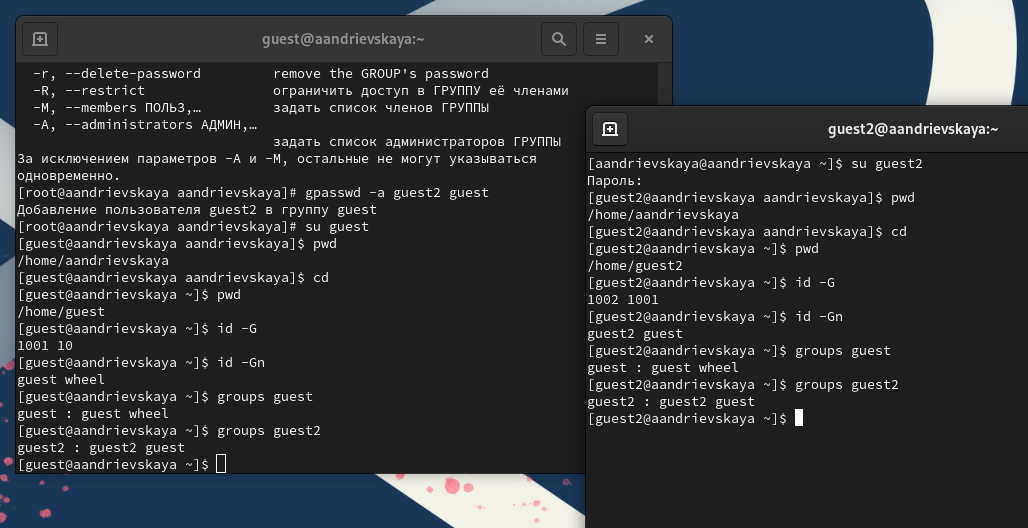 guest@aandrievskaya:~
-r, --delete-password remove the GROUP's password
-R, --restrict ограничить доступ в ГРУППУ её членами
-M, --members ПОЛЬЗ,… задать список членов ГРУППЫ
-A, --administrators АДМИН,…
задать список администраторов ГРУППЫ
За исключением параметров -A и -M, остальные не могут указываться
одновременно.
[root@aandrievskaya aandrievskaya]# gpasswd -a guest2 guest
Добавление пользователя guest2 в группу guest
[root@aandrievskaya aandrievskaya]# su guest
[guest@aandrievskaya aandrievskaya]$ pwd
/home/aandrievskaya
[guest@aandrievskaya aandrievskaya]$ cd
[guest@aandrievskaya ~]$ pwd
/home/guest
[guest@aandrievskaya ~]$ id -G
1001 10
[guest@aandrievskaya ~]$ id -Gn
guest wheel
[guest@aandrievskaya ~]$ groups guest
guest : guest wheel
[guest@aandrievskaya ~]$ groups guest2
guest2 : guest2 guest
[guest@aandrievskaya ~]$
guest2@aandrievskaya:~
[aandrievskaya@aandrievskaya ~]$ su guest2
Пароль:
[guest2@aandrievskaya aandrievskaya]$ pwd
/home/aandrievskaya
[guest2@aandrievskaya aandrievskaya]$ cd
[guest2@aandrievskaya ~]$ pwd
/home/guest2
[guest2@aandrievskaya ~]$ id -G
1002 1001
[guest2@aandrievskaya ~]$ id -Gn
guest2 guest
[guest2@aandrievskaya ~]$ groups guest
guest : guest wheel
[guest2@aandrievskaya ~]$ groups guest2
guest2 : guest2 guest
[guest2@aandrievskaya ~]$